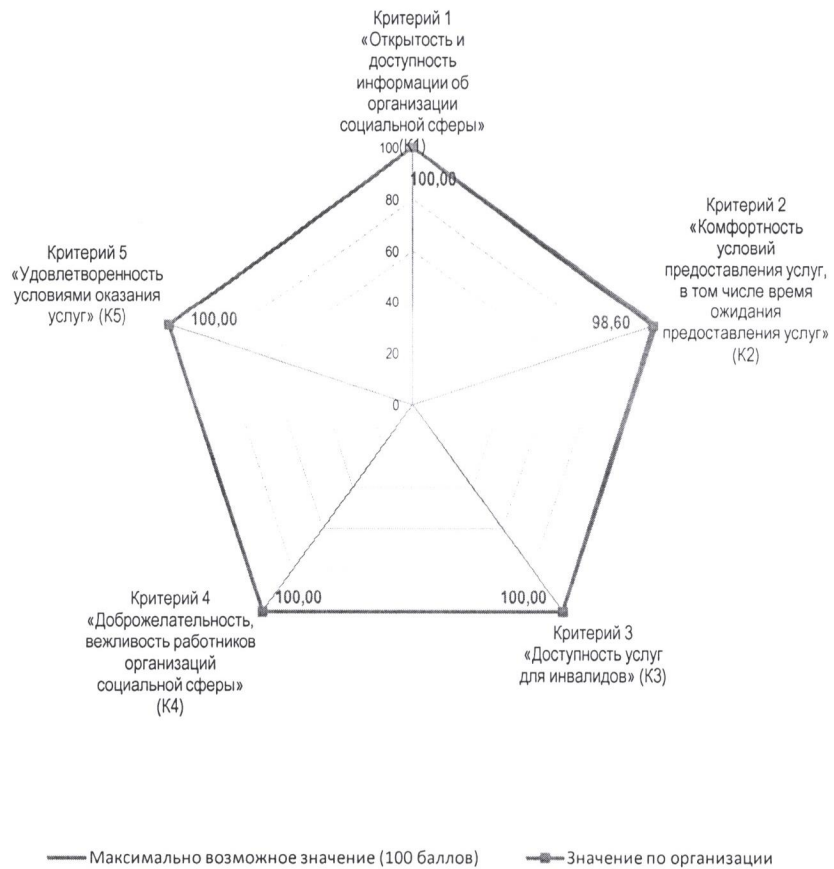 Критерий 1
«Открытость и
доступность
информации об
организации
социальной сферы»
(К1)
100
100,00
80
60
40
20
0
Критерий 2
«Комфортность
условий
предоставления услуг,
в том числе время
ожидания
предоставления услуг»
(К2)
98,60
Критерий 5
«Удовлетворенность
условиями оказания
услуг» (К5)
100,00
Критерий 4
«Доброжелательность,
вежливость работников
организаций
социальной сферы»
(К4)
100,00
100,00
Критерий 3
«Доступность услуг
для инвалидов» (К3)
Максимально возможное значение (100 баллов)
Значение по организации